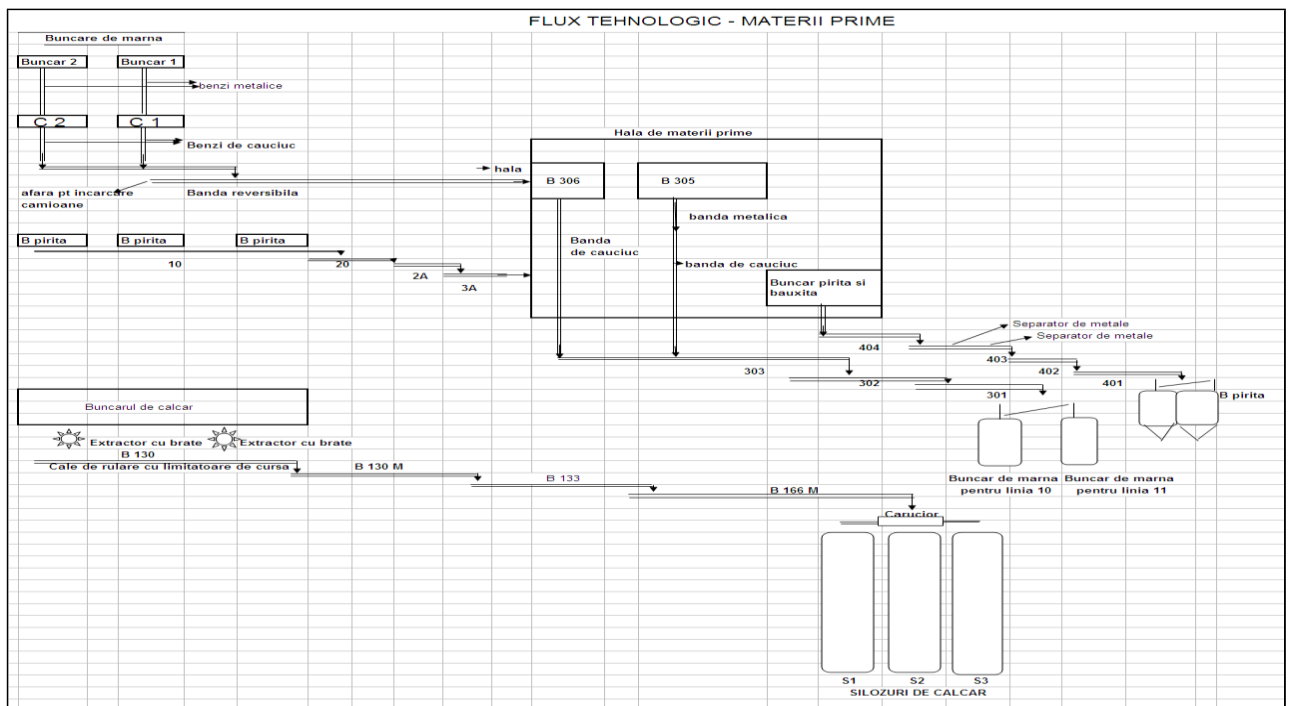 FLUX TEHNOLOGIC - MATERII PRIME
Buncare de marna
Buncar 2
Buncar 1
benzi metalice
C 2
C 1
Benzi de cauciuc
Hala de materii prime
hala
B 306
B 305
afara pt incarcare
camioane
Banda reversibila
banda metalica
B pirita
B pirita
B pirita
Banda
de cauciuc
10
20
2A
3A
banda de cauciuc
Buncar pirita si
bauxita
Separator de metale
Separator de metale
404
403
402
401
303
302
301
B pirita
Buncarul de calcar
Extractor cu brate
Extractor cu brate
B 130
Cale de rulare cu limitatoare de cursa
B 130 M
B 133
B 166 M
Buncar de marna
pentru linia 10
Buncar de marna
pentru linia 11
Carucior
S1
S2
S3
SILOZURI DE CALCAR